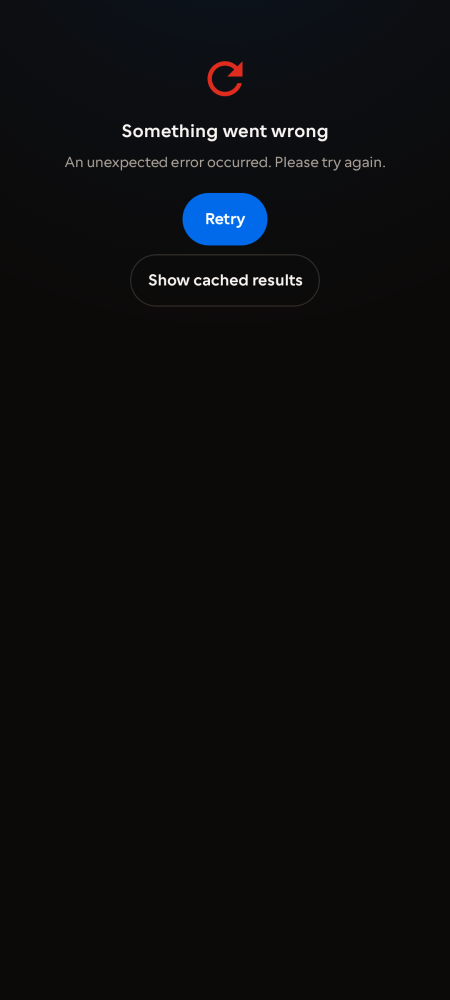 Something went wrong
An unexpected error occurred. Please try again.
Retry
Show cached results